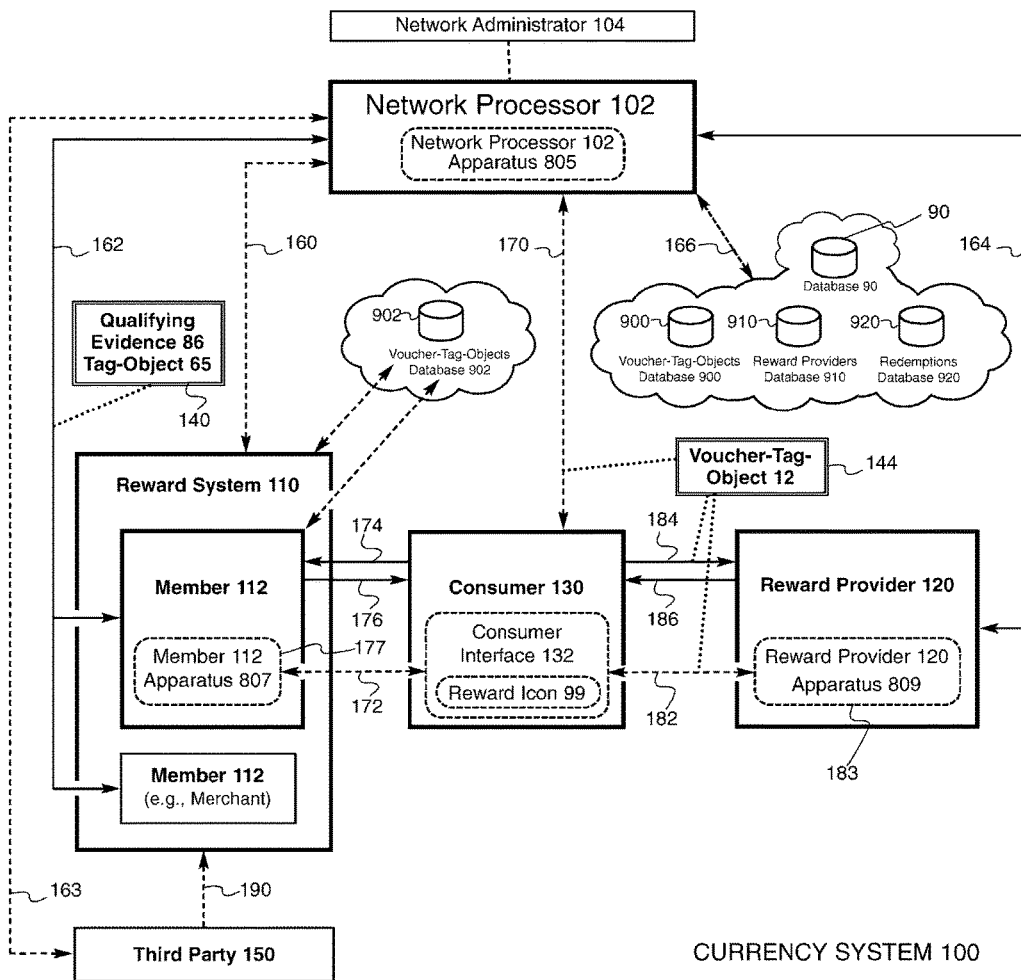 Network Administrator 104
Network Processor 102
Network Processor 102
Apparatus 805
162
160
170
166
90
164
Database 90
902
Voucher-Tag-Objects
Database 902
900
910
920
Voucher-Tag-Objects
Database 900
Reward Providers
Database 910
Redemptions
Database 920
Qualifying
Evidence 86
Tag-Object 65
140
Voucher-Tag-
Object 12
144
Reward System 110
174
184
Member 112
Consumer 130
Reward Provider 120
176
186
Member 112
Apparatus 807
177
Consumer
Interface 132
Reward Icon 99
Reward Provider 120
Apparatus 809
172
182
183
Member 112
(e.g., Merchant)
163
190
Third Party 150
CURRENCY SYSTEM 100